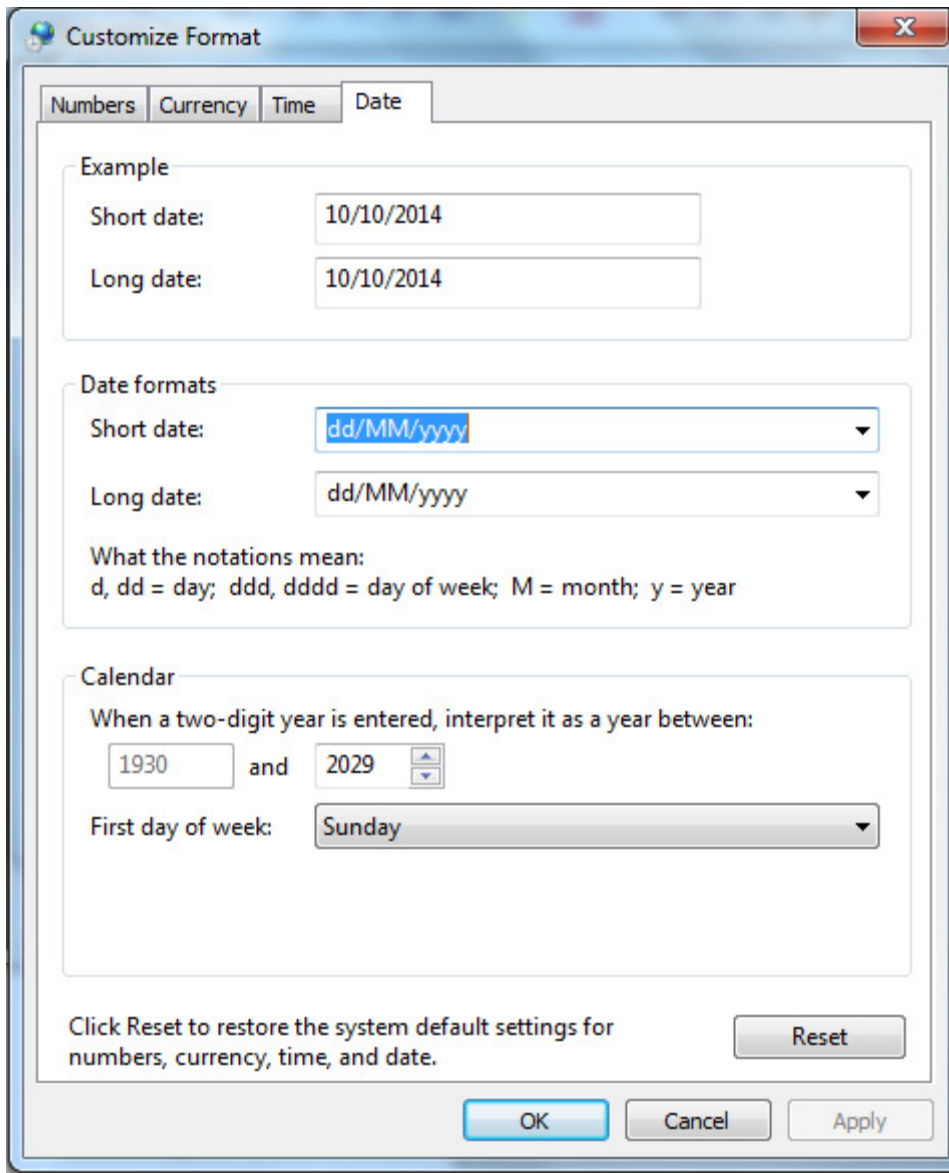 Customize Format
Numbers Currency Time Date
Example
Short date: 10/10/2014
Long date: 10/10/2014
Date formats
Short date: dd/MM/yyyy
Long date: dd/MM/yyyy
What the notations mean:
d, dd = day;  ddd, dddd = day of week;  M = month;  y = year
Calendar
When a two-digit year is entered, interpret it as a year between:
1930 and 2029
First day of week: Sunday
Click Reset to restore the system default settings for
numbers, currency, time, and date.
Reset
OK Cancel Apply